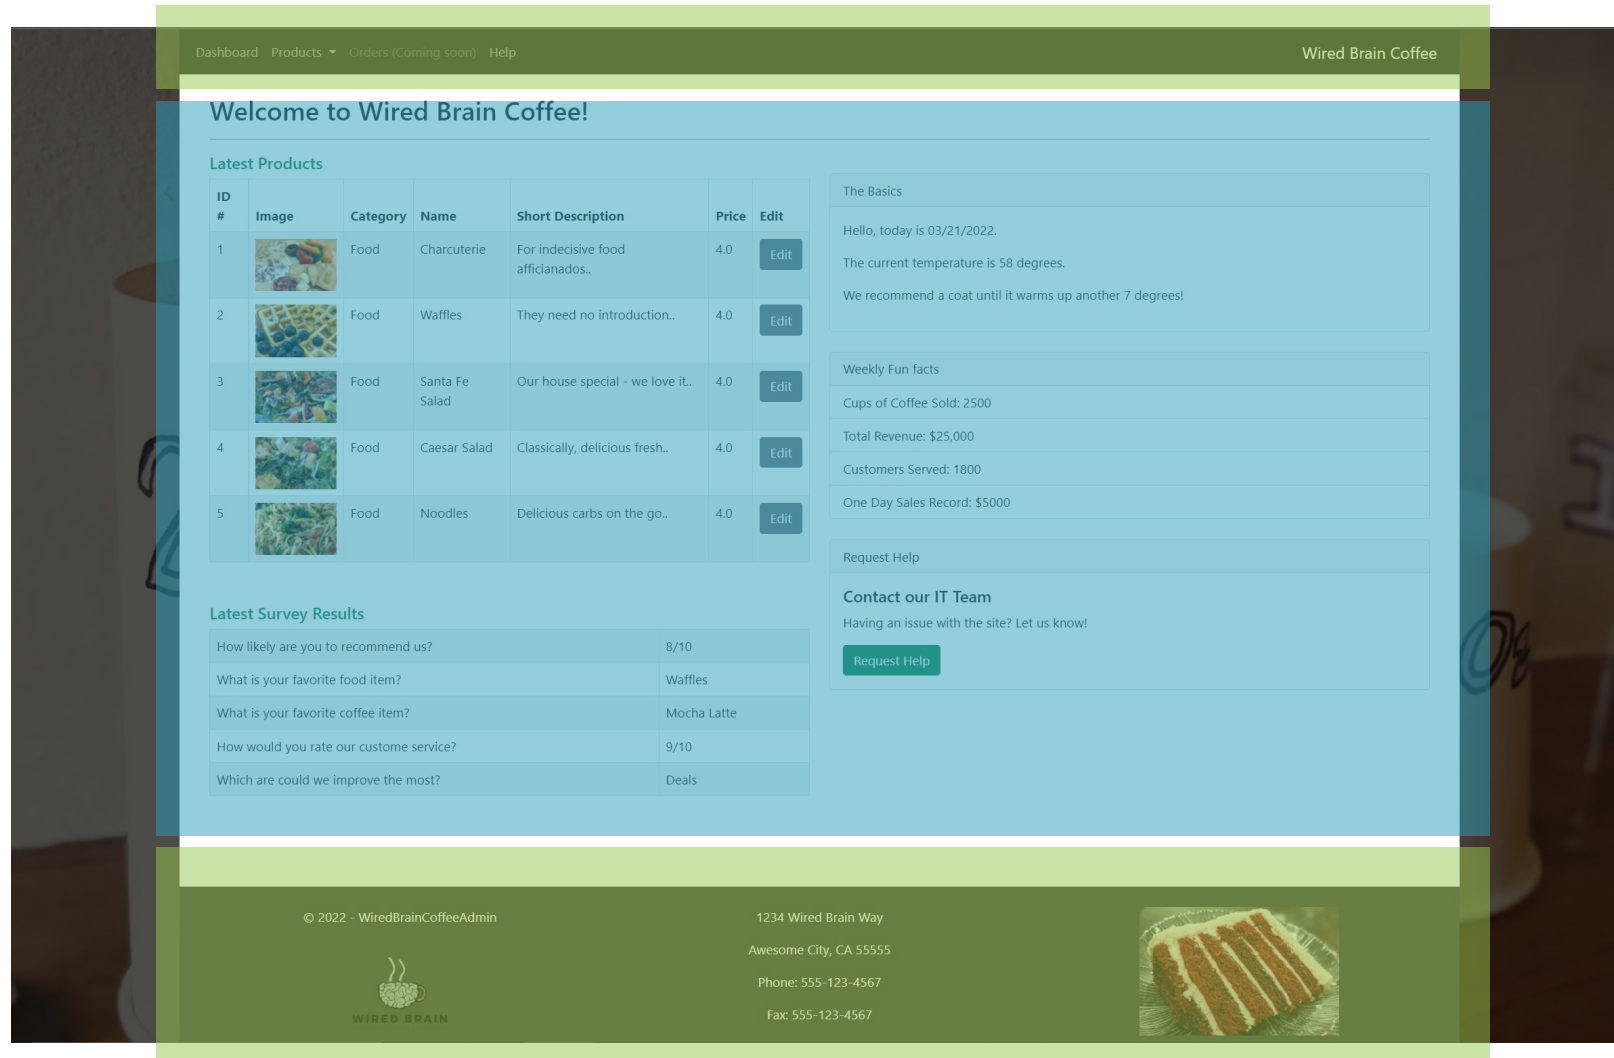 Dashboard Products Orders (Coming soon) Help Wired Brain Coffee
Welcome to Wired Brain Coffee!
Latest Products
ID # Image Category Name Short Description Price Edit
1 Food Charcuterie For indecisive food afficianados.. 4.0 Edit
2 Food Waffles They need no introduction.. 4.0 Edit
3 Food Santa Fe Salad Our house special - we love it.. 4.0 Edit
4 Food Caesar Salad Classically, delicious fresh.. 4.0 Edit
5 Food Noodles Delicious carbs on the go.. 4.0 Edit
Latest Survey Results
How likely are you to recommend us? 8/10
What is your favorite food item? Waffles
What is your favorite coffee item? Mocha Latte
How would you rate our custome service? 9/10
Which are could we improve the most? Deals
The Basics
Hello, today is 03/21/2022.
The current temperature is 58 degrees.
We recommend a coat until it warms up another 7 degrees!
Weekly Fun facts
Cups of Coffee Sold: 2500
Total Revenue: $25,000
Customers Served: 1800
One Day Sales Record: $5000
Request Help
Contact our IT Team
Having an issue with the site? Let us know!
Request Help
© 2022 - WiredBrainCoffeeAdmin
WIRED BRAIN
1234 Wired Brain Way
Awesome City, CA 55555
Phone: 555-123-4567
Fax: 555-123-4567